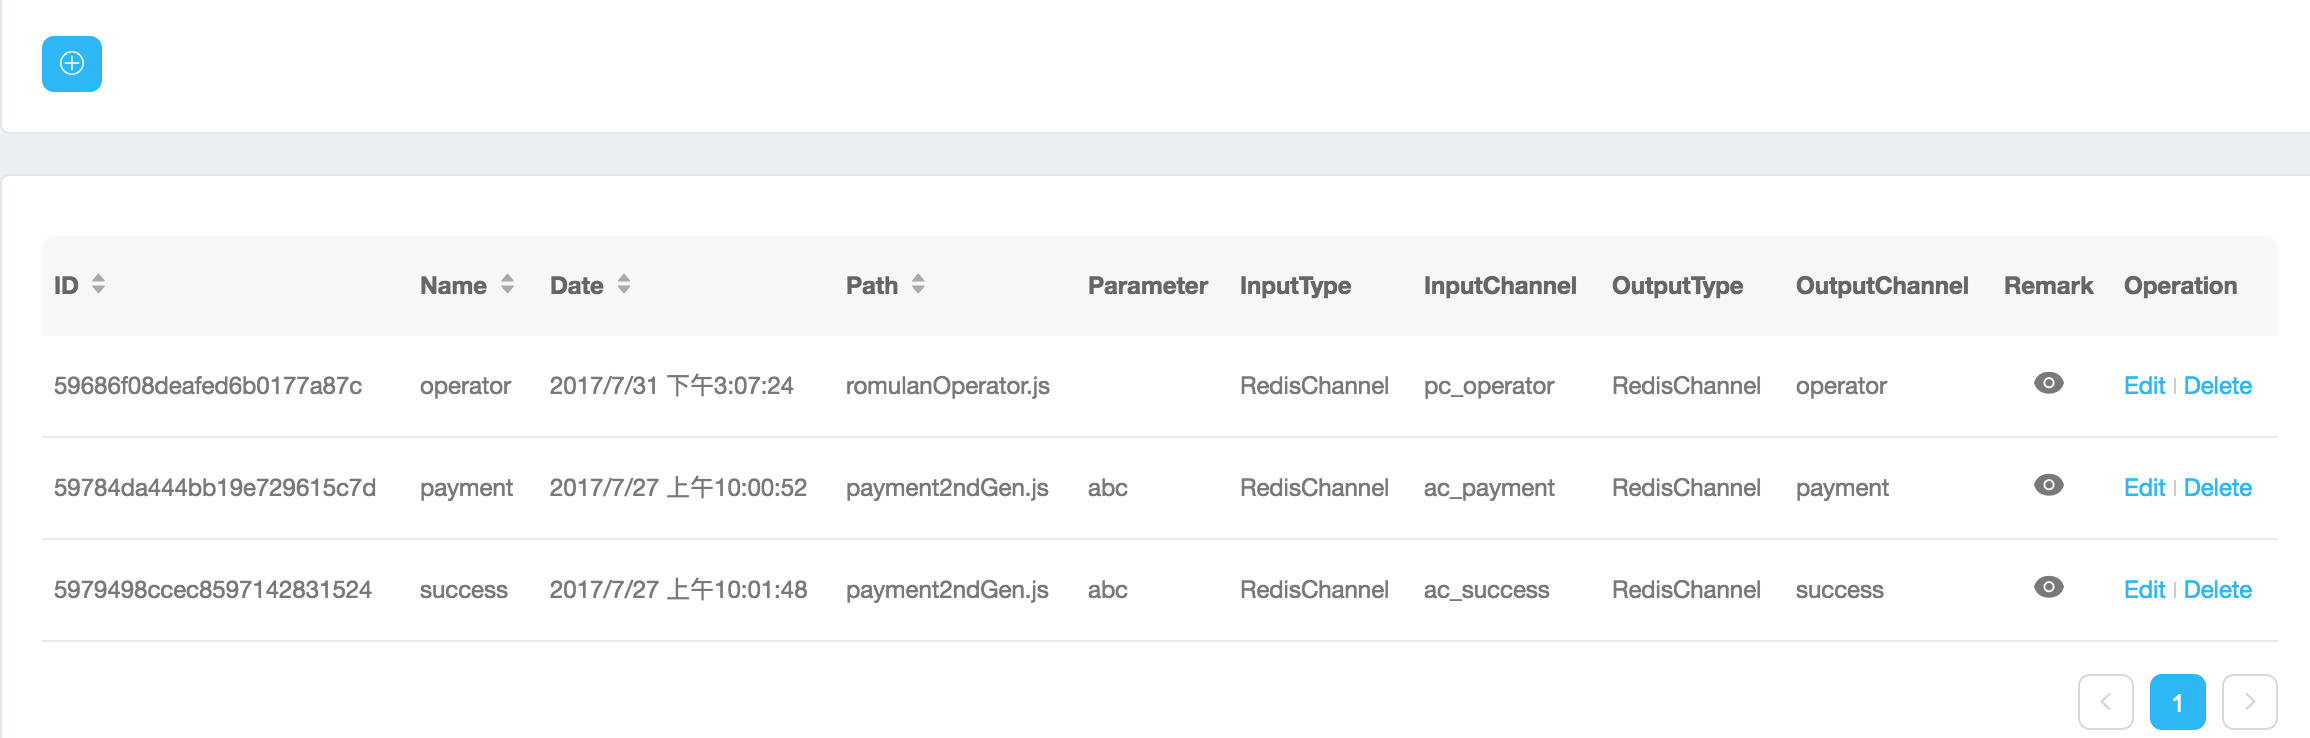 ID Name Date Path Parameter InputType InputChannel OutputType OutputChannel Remark Operation
59686f08deafed6b0177a87c operator 2017/7/31 下午3:07:24 romulanOperator.js RedisChannel pc_operator RedisChannel operator Edit Delete
59784da444bb19e729615c7d payment 2017/7/27 上午10:00:52 payment2ndGen.js abc RedisChannel ac_payment RedisChannel payment Edit Delete
5979498ccec8597142831524 success 2017/7/27 上午10:01:48 payment2ndGen.js abc RedisChannel ac_success RedisChannel success Edit Delete
1